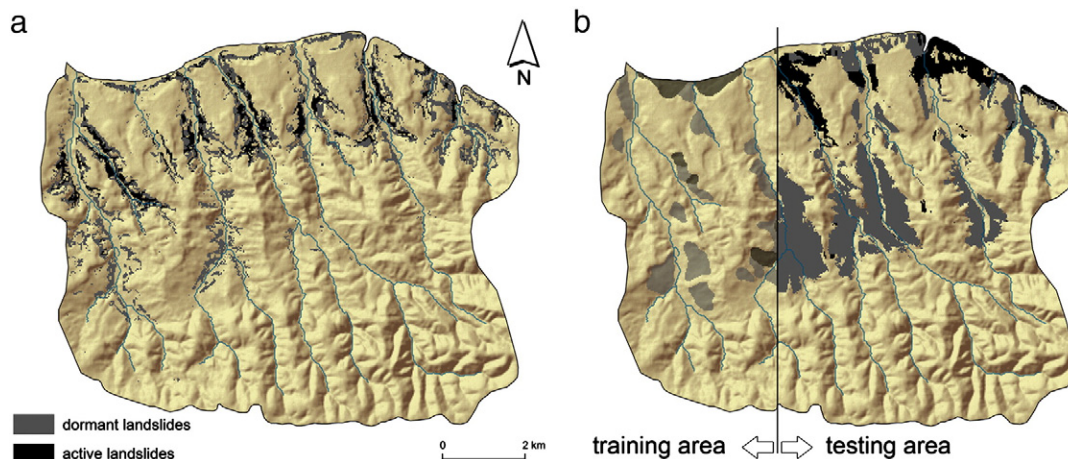 a
b
N
dormant landslides
active landslides
0 2 km
training area
testing area